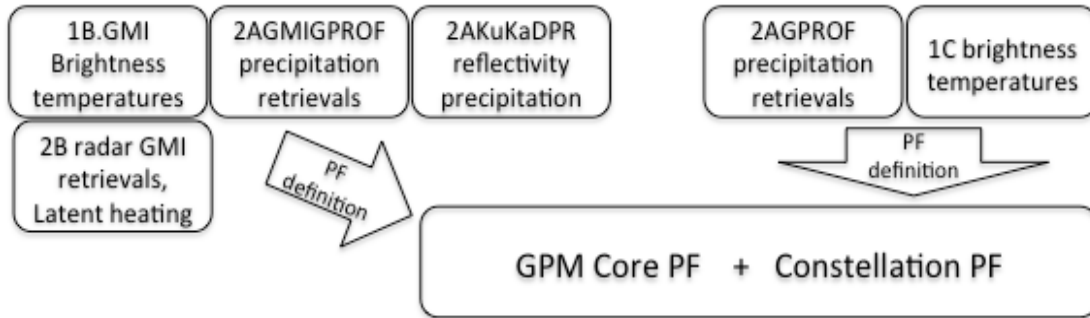 1B.GMI
Brightness
temperatures
2AGMIGPROF
precipitation
retrievals
2AKuKaDPR
reflectivity
precipitation
2AGPROF
precipitation
retrievals
1C brightness
temperatures
2B radar GMI
retrievals,
Latent heating
PF
definition
PF
definition
GPM Core PF + Constellation PF